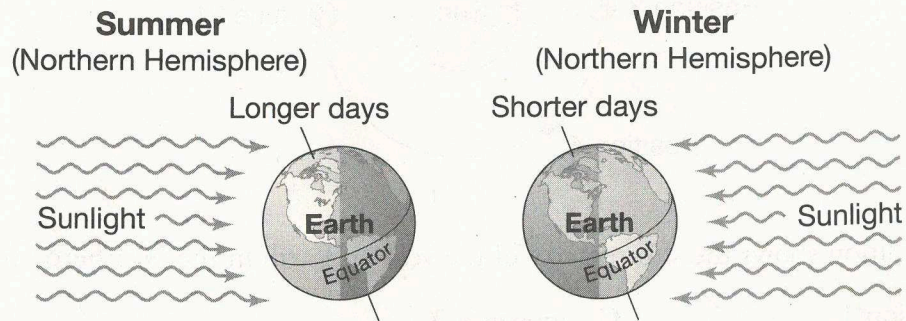 Summer
(Northern Hemisphere)
Longer days
Sunlight
Earth
Equator
Winter
(Northern Hemisphere)
Shorter days
Earth
Equator
Sunlight